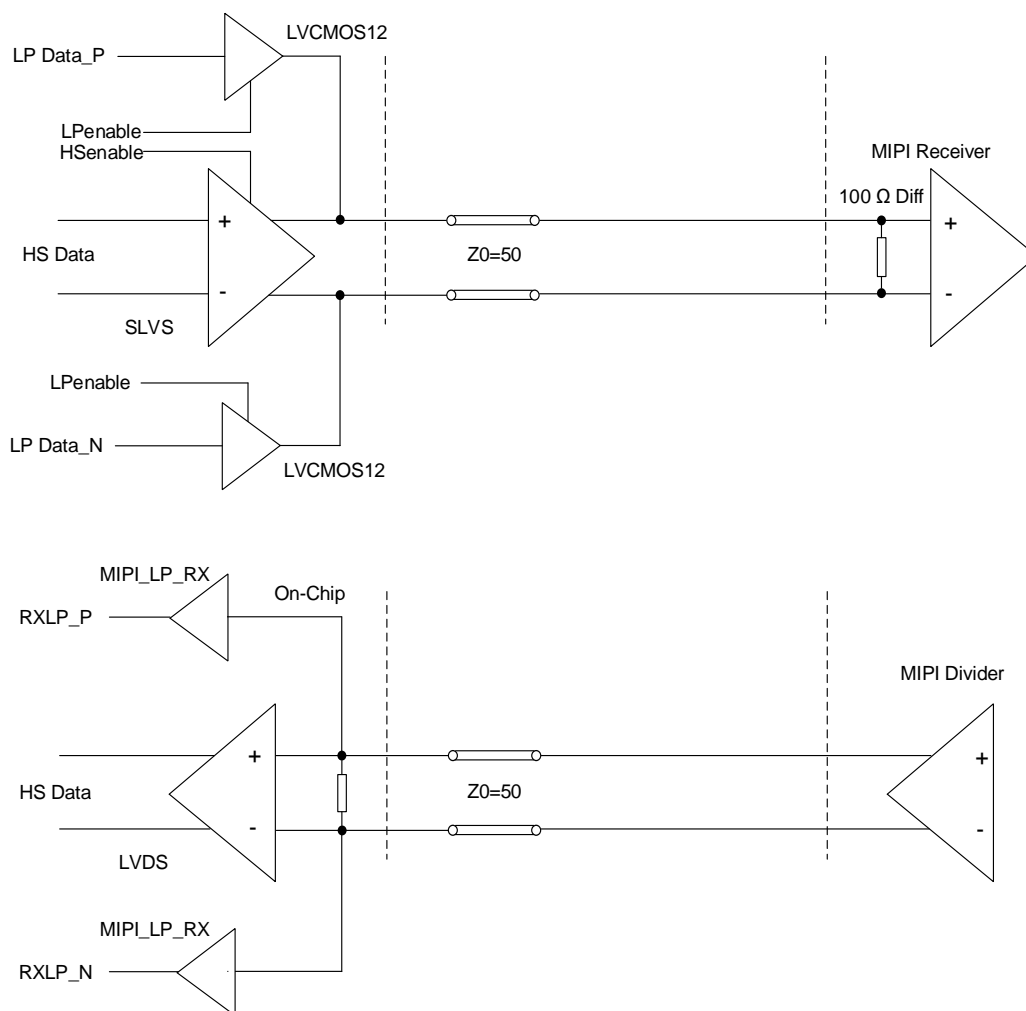 LVCMOS12
LP Data_P
LPenable
HSenable
MIPI Receiver
100 Ω Diff
+
+
HS Data
Z0=50
-
-
SLVS
LPenable
LP Data_N
LVCMOS12
MIPI_LP_RX
On-Chip
RXLP_P
MIPI Divider
+
+
HS Data
Z0=50
-
-
LVDS
MIPI_LP_RX
RXLP_N